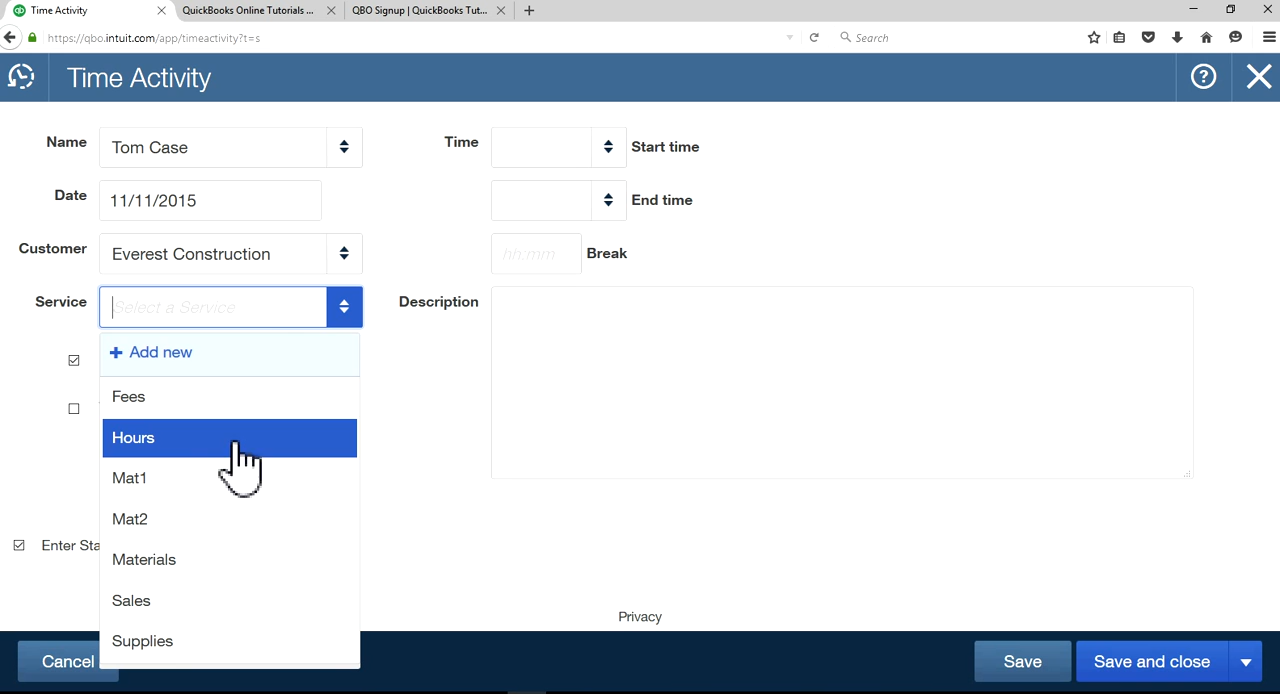 Time Activity
QuickBooks Online Tutorials ...
QBO Signup | QuickBooks Tut...
https://qbo.intuit.com/app/timeactivity?t=s
Search
Time Activity
Name
Tom Case
Time
Start time
Date
11/11/2015
End time
Customer
Everest Construction
hh:mm
Break
Service
Select a Service
Description
+ Add new
Fees
Hours
Mat1
Mat2
Enter Sta
Materials
Sales
Supplies
Privacy
Cancel
Save
Save and close